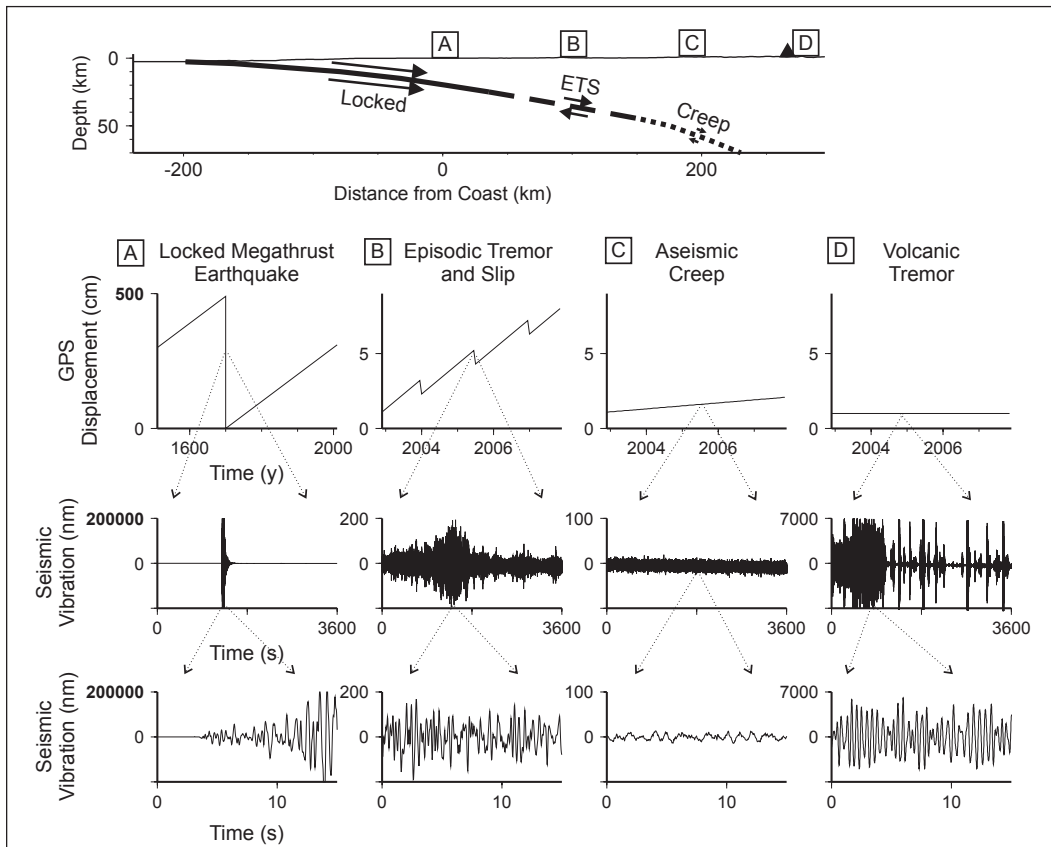 A B C D
0
50
Depth (km)
Locked
ETS
Creep
-200 0 200
Distance from Coast (km)
A Locked Megathrust Earthquake
B Episodic Tremor and Slip
C Aseismic Creep
D Volcanic Tremor
GPS Displacement (cm)
500
0
1600 2000
Time (y)
5
0
2004 2006
5
0
2004 2006
5
0
2004 2006
Seismic Vibration (nm)
200000
0
0 3600
Time (s)
200
0
0 3600
100
0
0 3600
7000
0
0 3600
Seismic Vibration (nm)
200000
0
0 10
Time (s)
200
0
0 10
100
0
0 10
7000
0
0 10